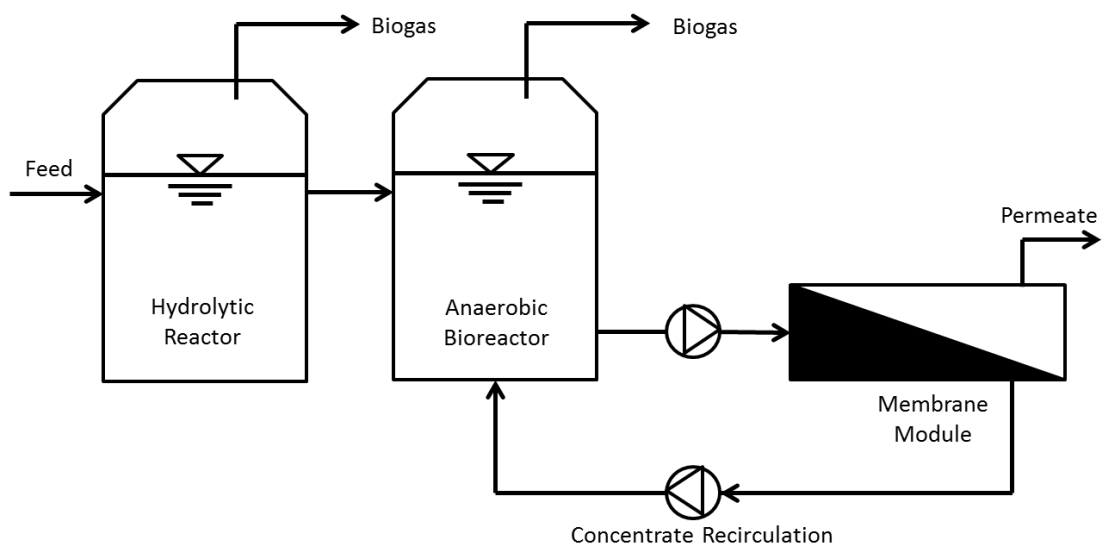 Biogas
Biogas
Feed
Permeate
Hydrolytic
Reactor
Anaerobic
Bioreactor
Membrane
Module
Concentrate Recirculation